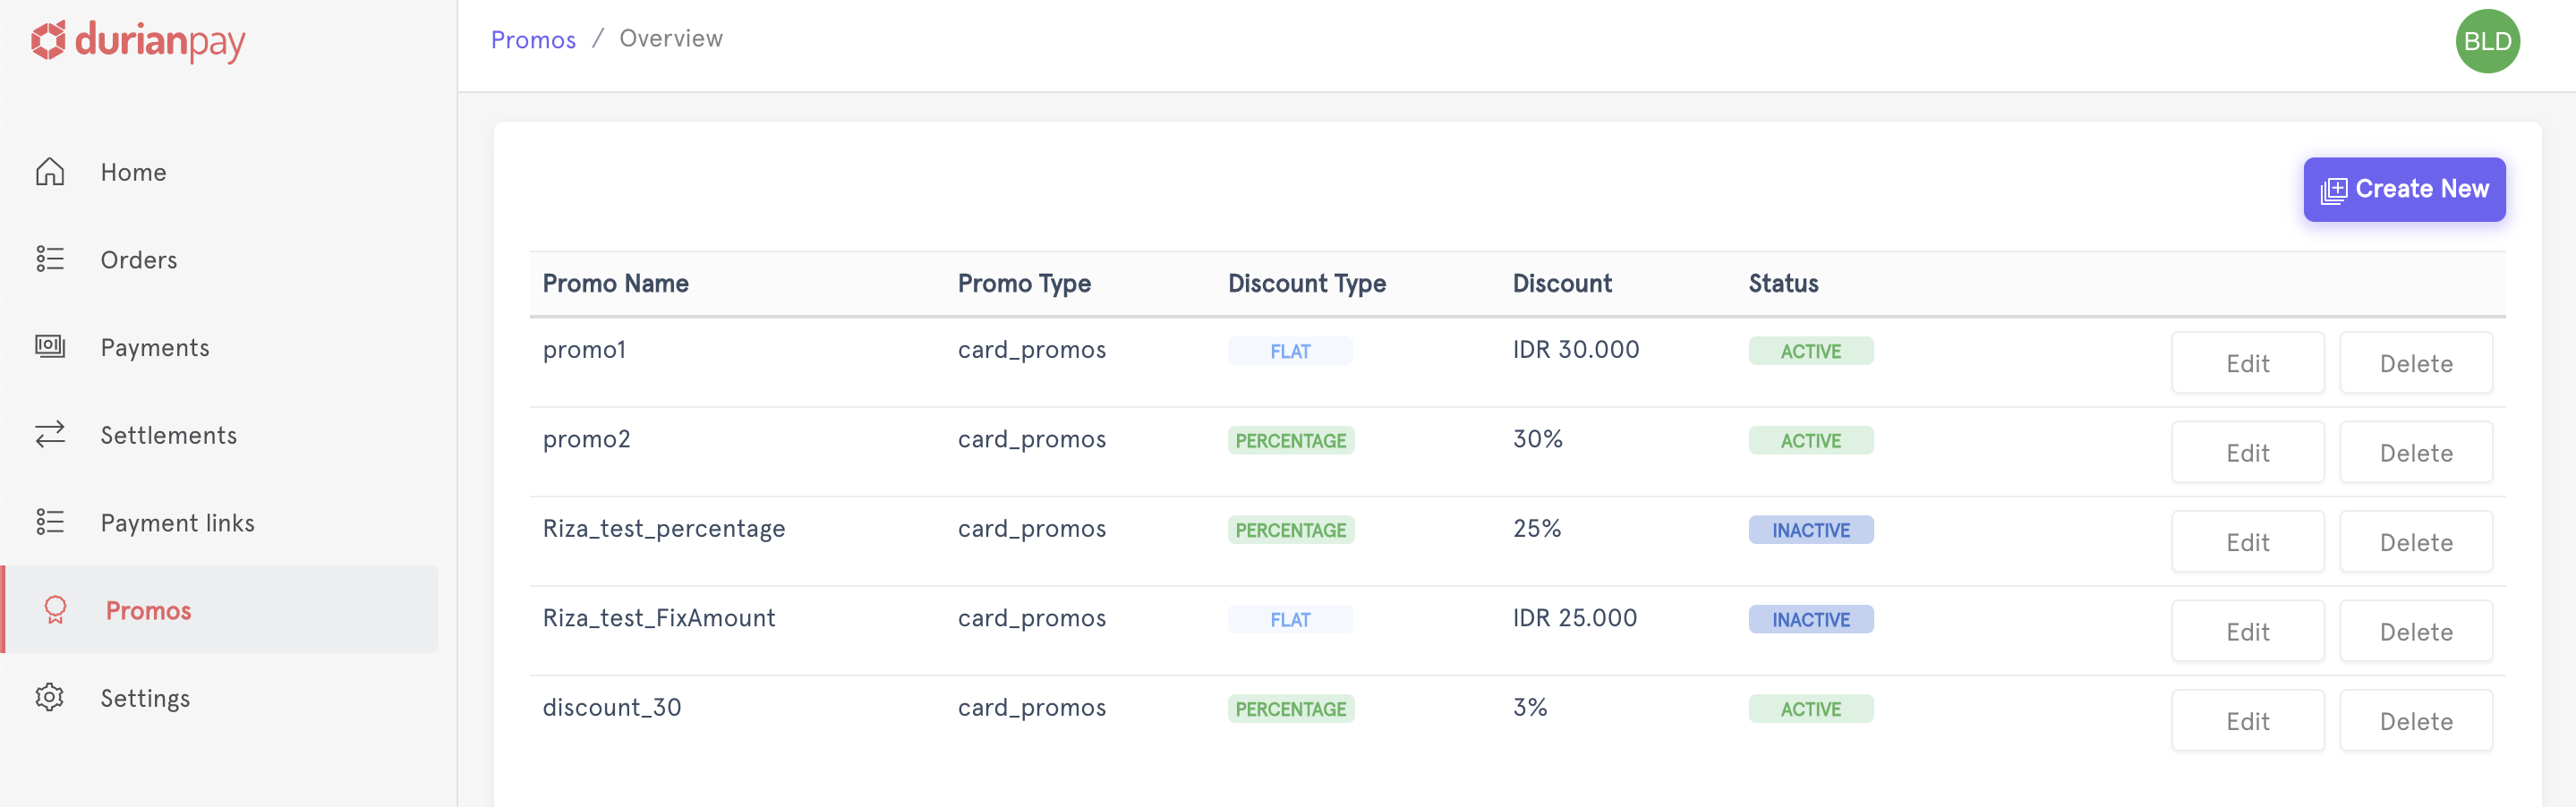 durianpay
Promos / Overview
BLD
Home
Orders
Payments
Settlements
Payment links
Promos
Settings
Create New
Promo Name Promo Type Discount Type Discount Status
promo1 card_promos FLAT IDR 30.000 ACTIVE Edit Delete
promo2 card_promos PERCENTAGE 30% ACTIVE Edit Delete
Riza_test_percentage card_promos PERCENTAGE 25% INACTIVE Edit Delete
Riza_test_FixAmount card_promos FLAT IDR 25.000 INACTIVE Edit Delete
discount_30 card_promos PERCENTAGE 3% ACTIVE Edit Delete